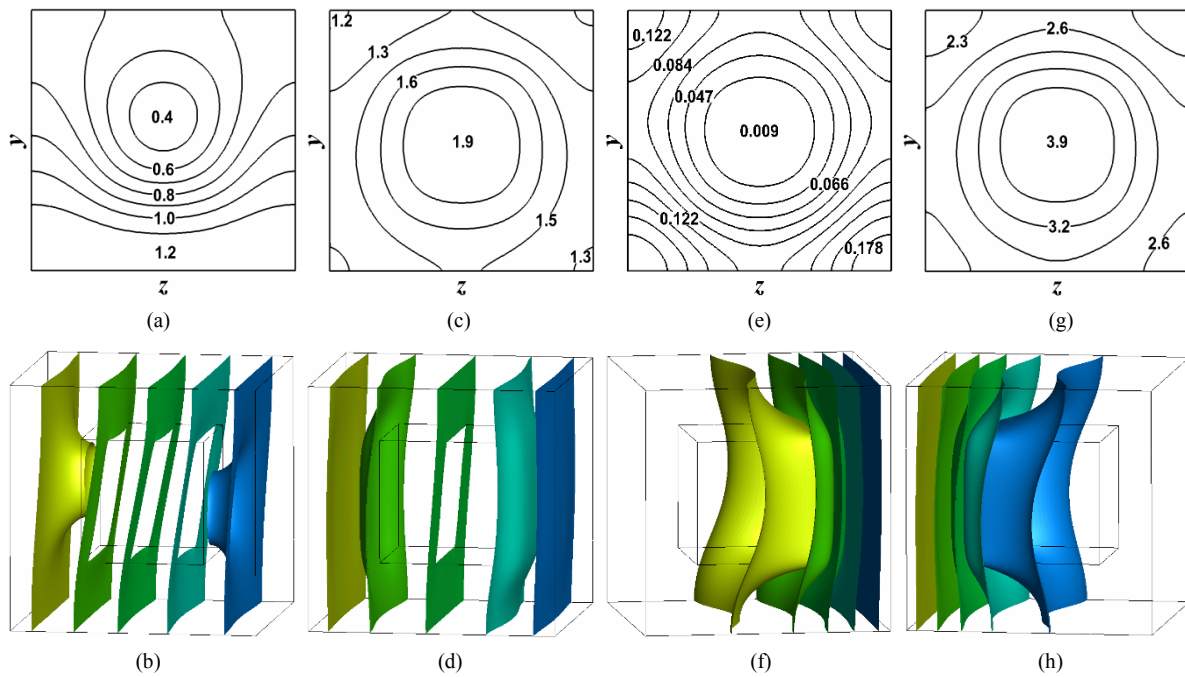 1.2
0.122
2.3
2.6
1.3
0.084
1.6
0.047
0.4
1.9
0.009
3.9
y
y
y
y
0.6
0.066
0.8
1.0
0.122
1.5
3.2
1.2
1.3
0.178
2.6
z
z
z
z
(a)
(c)
(e)
(g)
(b)
(d)
(f)
(h)